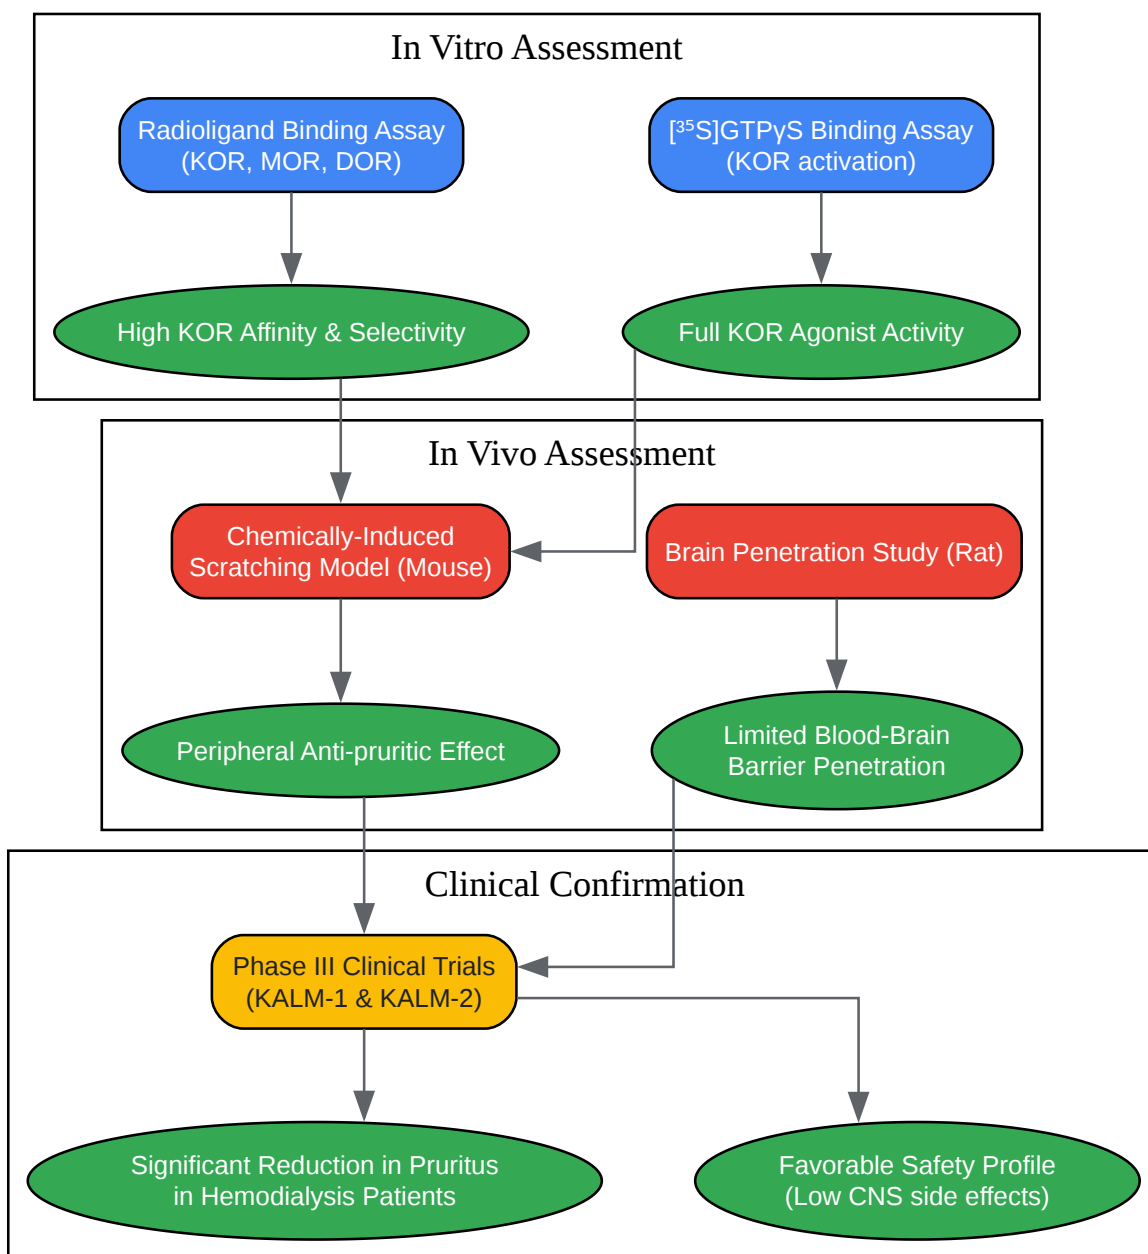 In Vitro Assessment
Radioligand Binding Assay
(KOR, MOR, DOR)
[³⁵S]GTPγS Binding Assay
(KOR activation)
High KOR Affinity & Selectivity
Full KOR Agonist Activity
In Vivo Assessment
Chemically-Induced
Scratching Model (Mouse)
Brain Penetration Study (Rat)
Peripheral Anti-pruritic Effect
Limited Blood-Brain
Barrier Penetration
Clinical Confirmation
Phase III Clinical Trials
(KALM-1 & KALM-2)
Significant Reduction in Pruritus
in Hemodialysis Patients
Favorable Safety Profile
(Low CNS side effects)